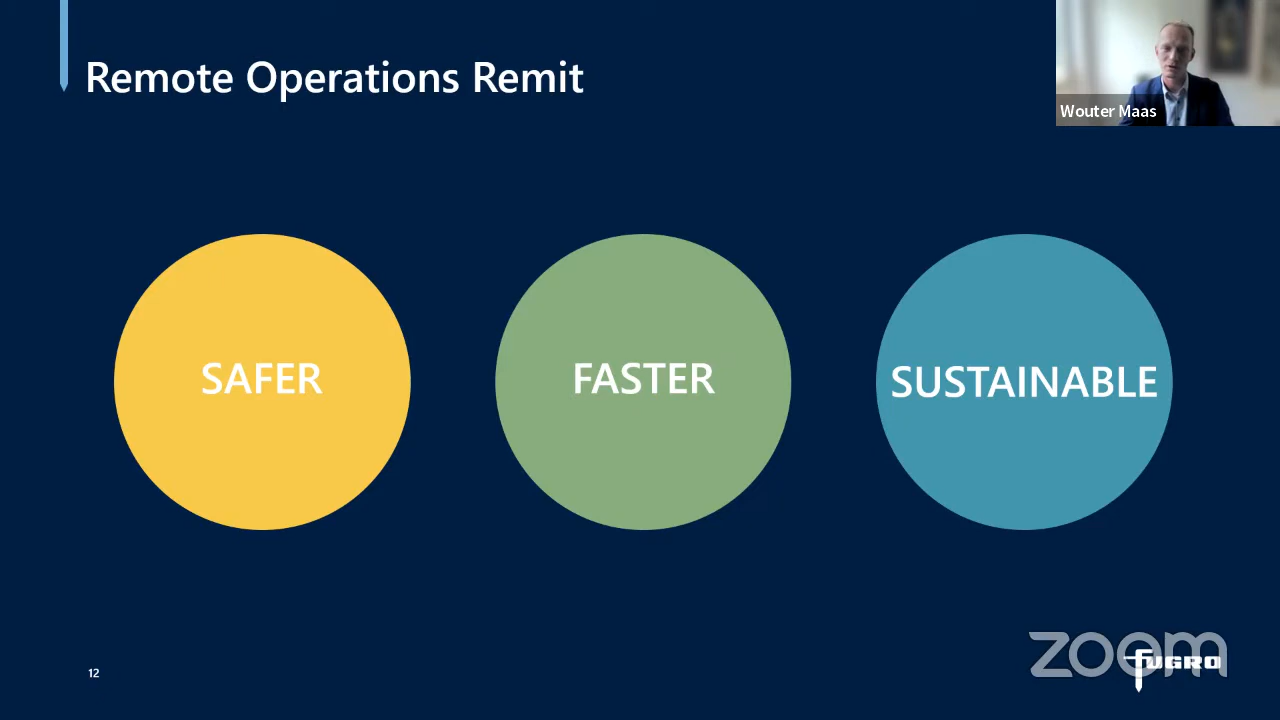 Remote Operations Remit
Wouter Maas
SAFER
FASTER
SUSTAINABLE
12
zoom
FUGRO